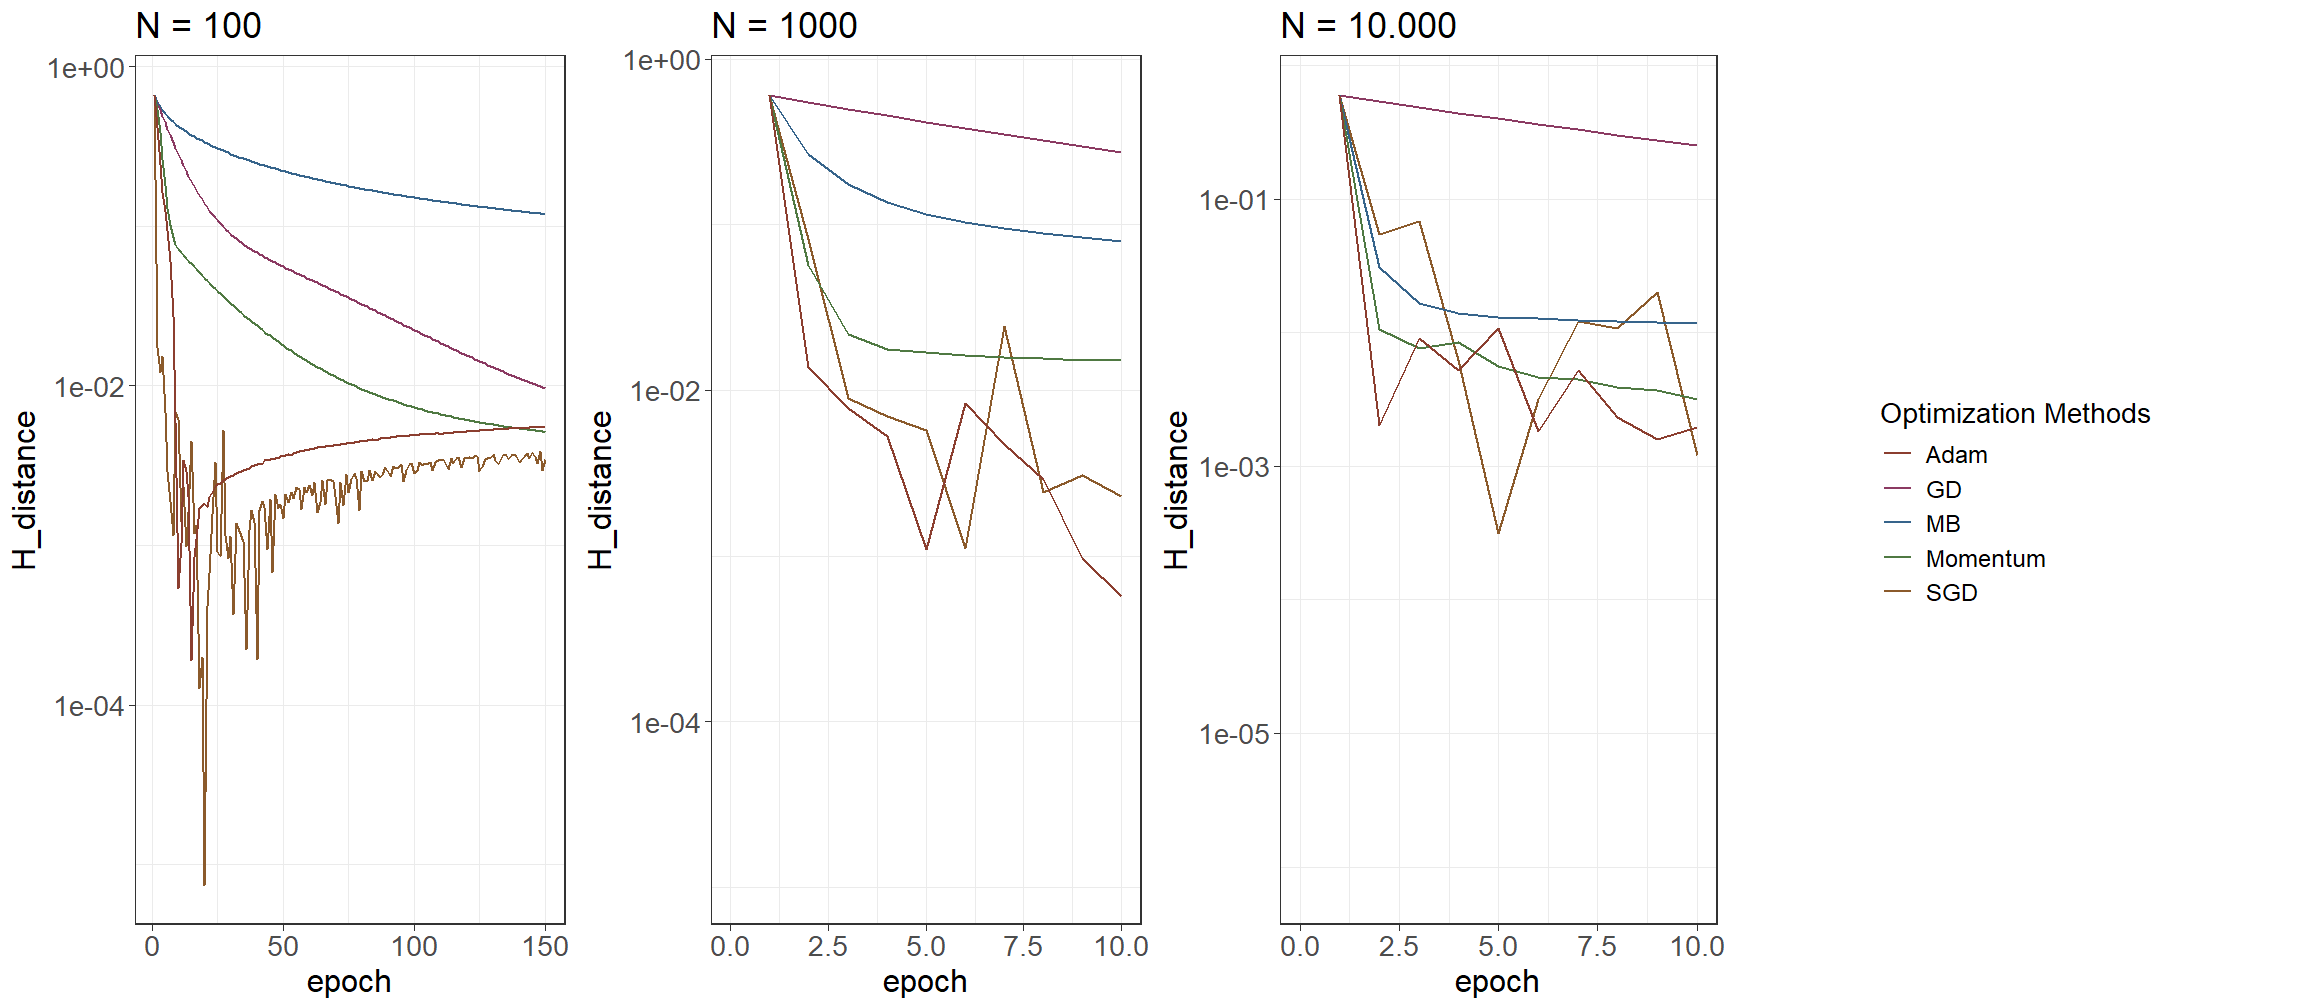 N = 100
1e+00
1e-02
1e-04
H_distance
0 50 100 150
epoch
N = 1000
1e+00
1e-02
1e-04
H_distance
0.0 2.5 5.0 7.5 10.0
epoch
N = 10.000
1e-01
1e-03
1e-05
H_distance
0.0 2.5 5.0 7.5 10.0
epoch
Optimization Methods
Adam
GD
MB
Momentum
SGD